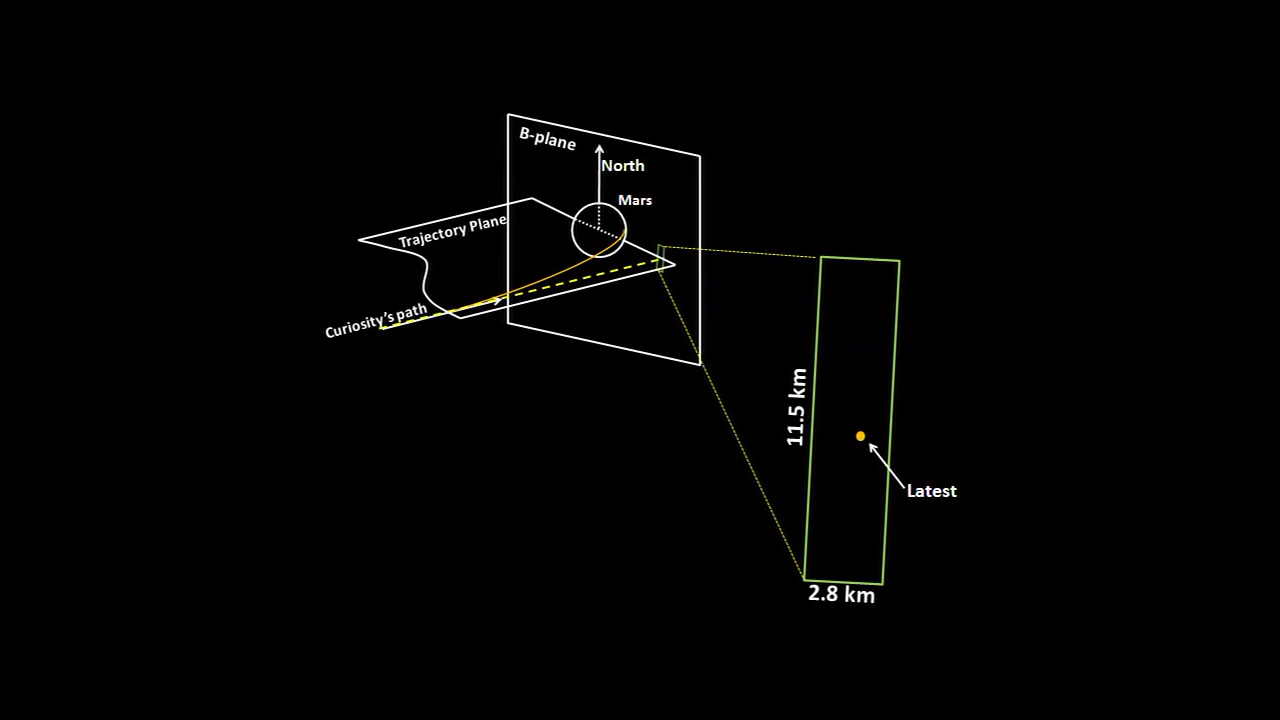 B-plane
North
Mars
Trajectory Plane
Curiosity's path
11.5 km
Latest
2.8 km